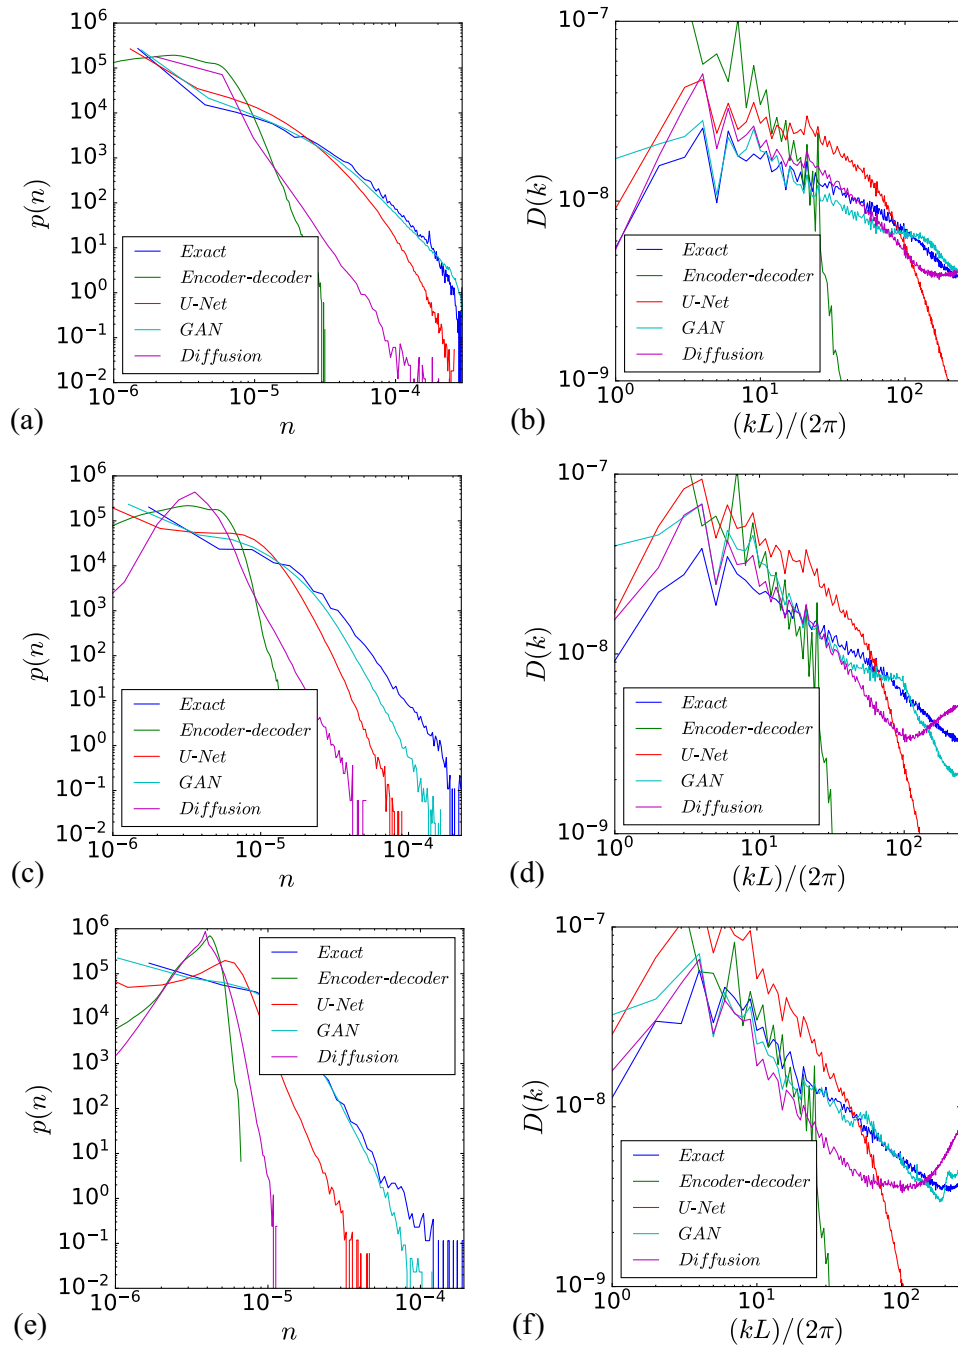 10^6
10^5
10^4
10^3
10^2
10^1
10^0
10^-1
10^-2
p(n)
Exact
Encoder-decoder
U-Net
GAN
Diffusion
10^-6 10^-5 10^-4
n
(a)
10^-7
10^-8
10^-9
D(k)
Exact
Encoder-decoder
U-Net
GAN
Diffusion
10^0 10^1 10^2
(kL)/(2π)
(b)
10^6
10^5
10^4
10^3
10^2
10^1
10^0
10^-1
10^-2
p(n)
Exact
Encoder-decoder
U-Net
GAN
Diffusion
10^-6 10^-5 10^-4
n
(c)
10^-7
10^-8
10^-9
D(k)
Exact
Encoder-decoder
U-Net
GAN
Diffusion
10^0 10^1 10^2
(kL)/(2π)
(d)
10^6
10^5
10^4
10^3
10^2
10^1
10^0
10^-1
10^-2
p(n)
Exact
Encoder-decoder
U-Net
GAN
Diffusion
10^-6 10^-5 10^-4
n
(e)
10^-7
10^-8
10^-9
D(k)
Exact
Encoder-decoder
U-Net
GAN
Diffusion
10^0 10^1 10^2
(kL)/(2π)
(f)